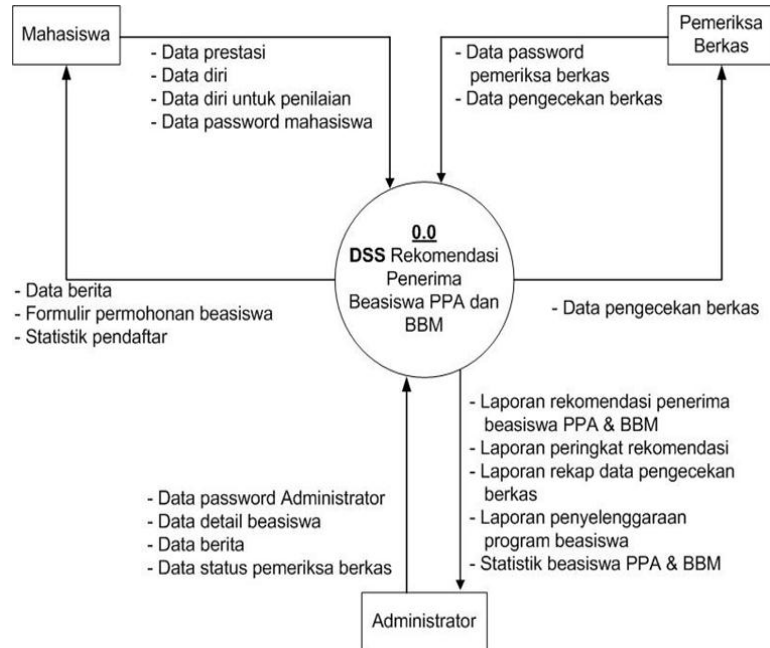 Mahasiswa
- Data prestasi
- Data diri
- Data diri untuk penilaian
- Data password mahasiswa
Pemeriksa
Berkas
- Data password
pemeriksa berkas
- Data pengecekan berkas
0.0
DSS Rekomendasi
Penerima
Beasiswa PPA dan
BBM
- Data berita
- Formulir permohonan beasiswa
- Statistik pendaftar
- Data pengecekan berkas
- Laporan rekomendasi penerima
beasiswa PPA & BBM
- Laporan peringkat rekomendasi
- Laporan rekap data pengecekan
berkas
- Laporan penyelenggaraan
program beasiswa
- Statistik beasiswa PPA & BBM
- Data password Administrator
- Data detail beasiswa
- Data berita
- Data status pemeriksa berkas
Administrator